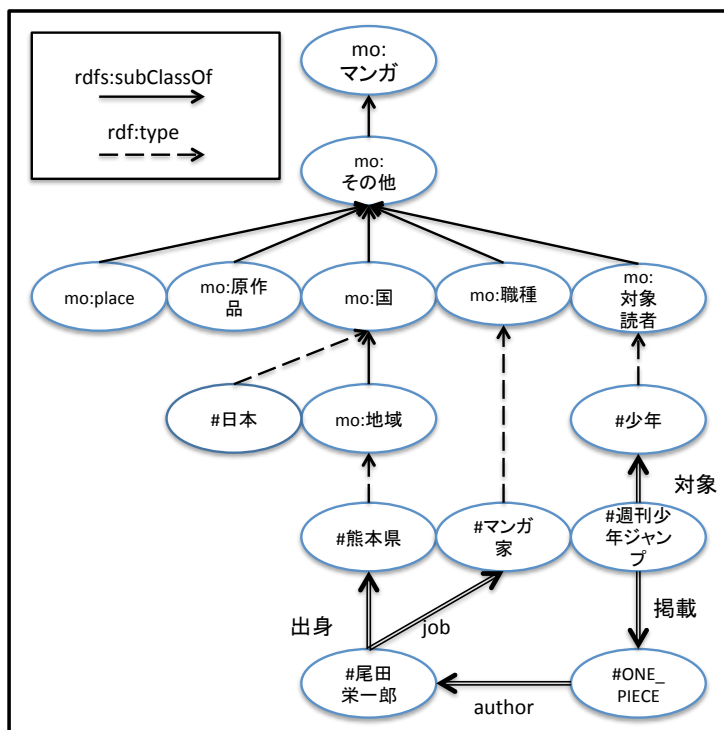 rdfs:subClassOf
rdf:type
mo:
マンガ
mo:
その他
mo:place
mo:原作
品
mo:国
mo:職種
mo:
対象
読者
#日本
mo:地域
#少年
対象
#熊本県
#マンガ
家
#週刊少
年ジャン
プ
出身
job
掲載
#尾田
栄一郎
author
#ONE_
PIECE